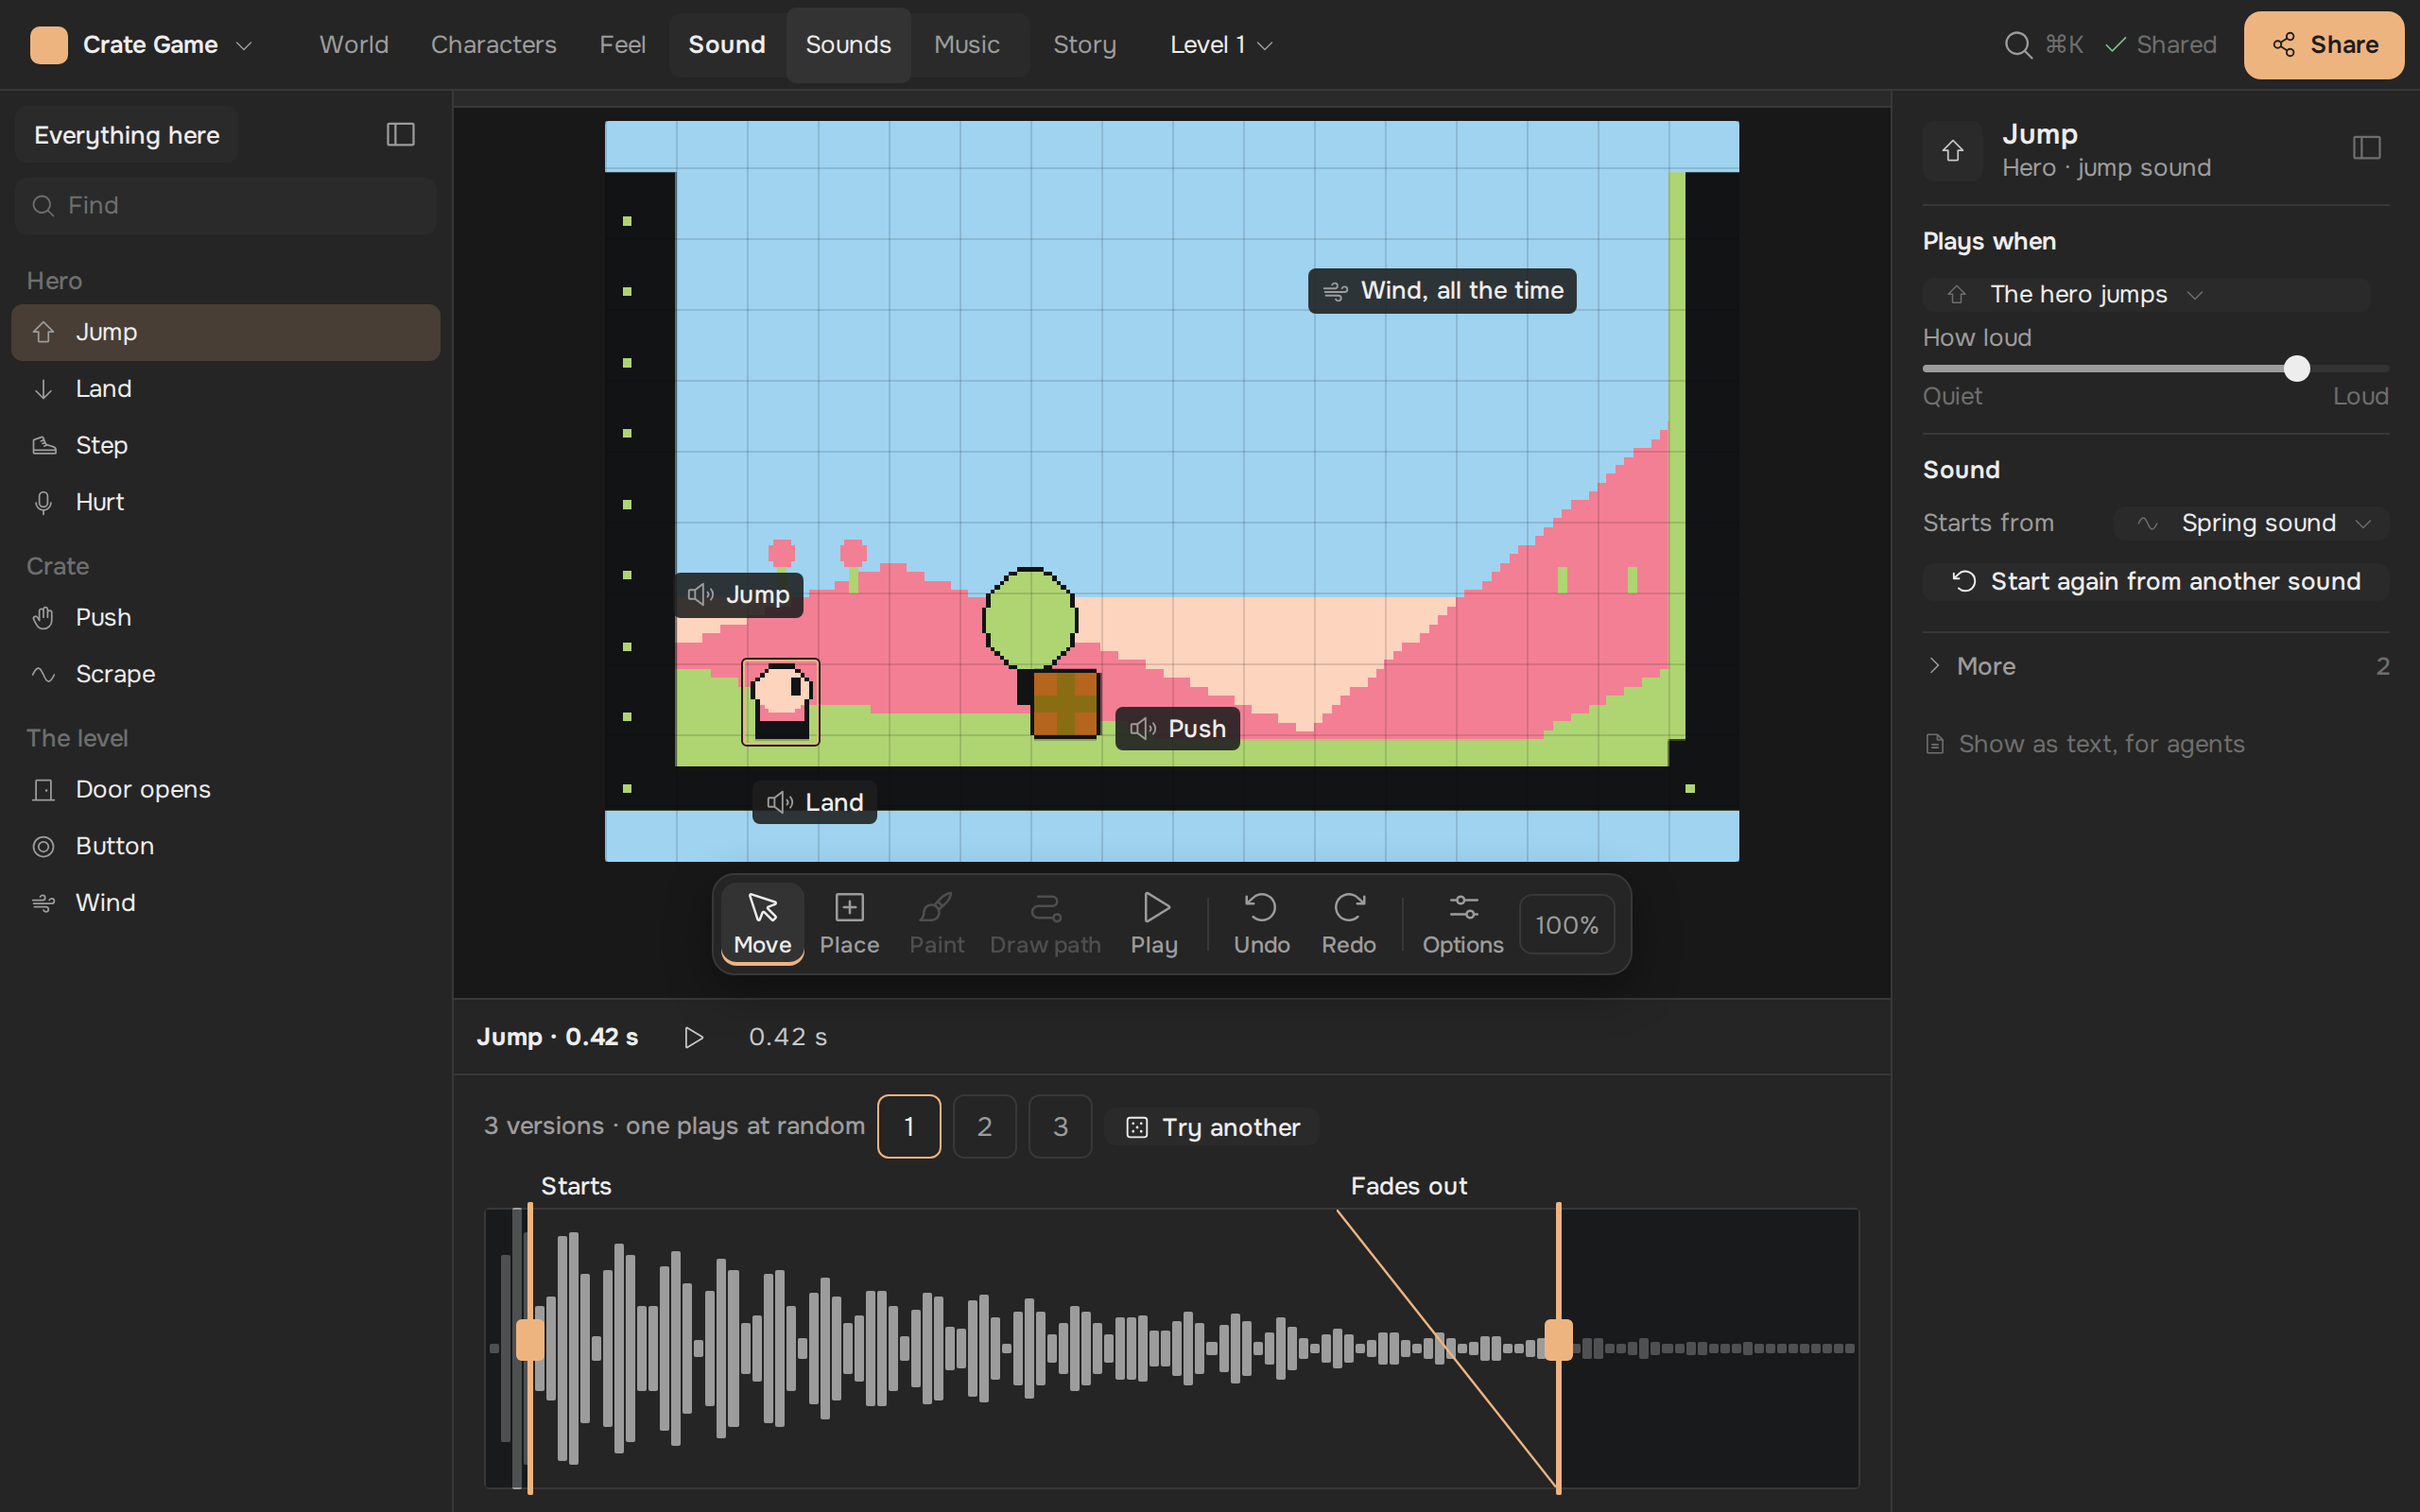 Crate Game
World
Characters
Feel
Sound
Sounds
Music
Story
Level 1
⌘K
Shared
Share
Everything here
Find
Hero
Jump
Land
Step
Hurt
Crate
Push
Scrape
The level
Door opens
Button
Wind
Wind, all the time
Jump
Push
Land
Move
Place
Paint
Draw path
Play
Undo
Redo
Options
100%
Jump · 0.42 s
0.42 s
3 versions · one plays at random
1
2
3
Try another
Starts
Fades out
Jump
Hero · jump sound
Plays when
The hero jumps
How loud
Quiet
Loud
Sound
Starts from
Spring sound
Start again from another sound
More
2
Show as text, for agents